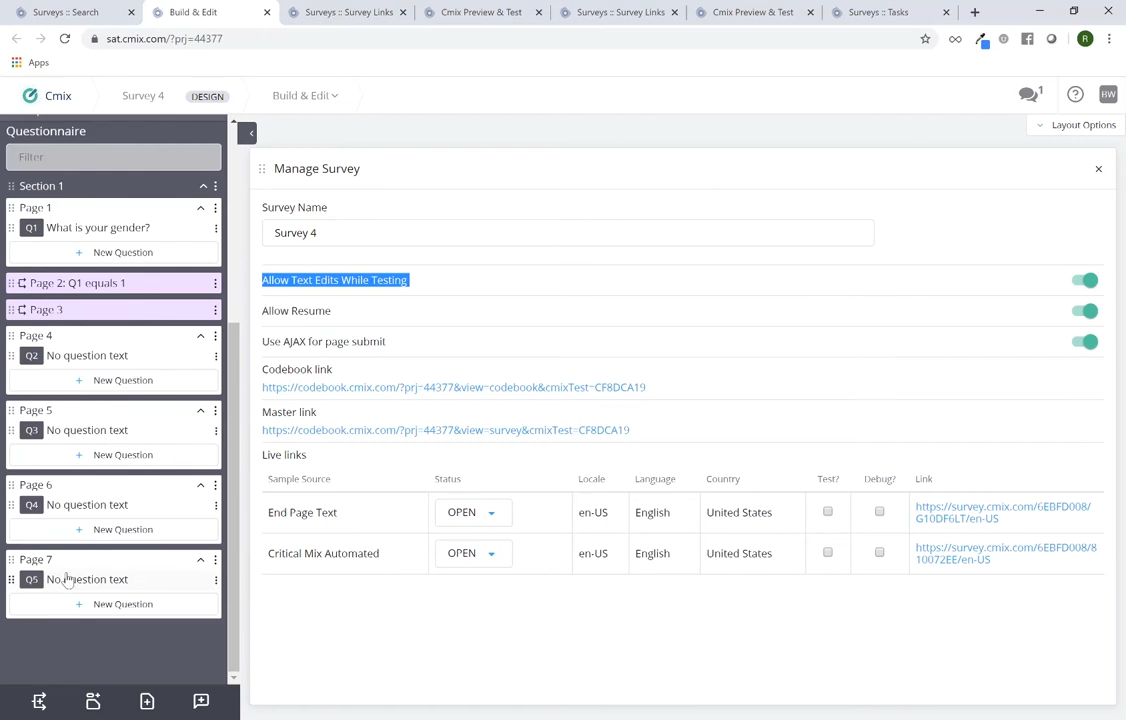 Surveys :: Search
Build & Edit
Surveys :: Survey Links
Cmix Preview & Test
Surveys :: Survey Links
Cmix Preview & Test
Surveys :: Tasks
sat.cmix.com/?prj=44377
R
Apps
Cmix
Survey 4
DESIGN
Build & Edit
1
BW
Layout Options
Questionnaire
Filter
Section 1
Page 1
Q1 What is your gender?
+ New Question
Page 2: Q1 equals 1
Page 3
Page 4
Q2 No question text
+ New Question
Page 5
Q3 No question text
+ New Question
Page 6
Q4 No question text
+ New Question
Page 7
Q5 No question text
+ New Question
Manage Survey
Survey Name
Survey 4
Allow Text Edits While Testing
Allow Resume
Use AJAX for page submit
Codebook link
https://codebook.cmix.com/?prj=44377&view=codebook&cmixTest=CF8DCA19
Master link
https://codebook.cmix.com/?prj=44377&view=survey&cmixTest=CF8DCA19
Live links
Sample Source Status Locale Language Country Test? Debug? Link
End Page Text OPEN en-US English United States https://survey.cmix.com/6EBFD008/
G10DF6LT/en-US
Critical Mix Automated OPEN en-US English United States https://survey.cmix.com/6EBFD008/8
10072EE/en-US